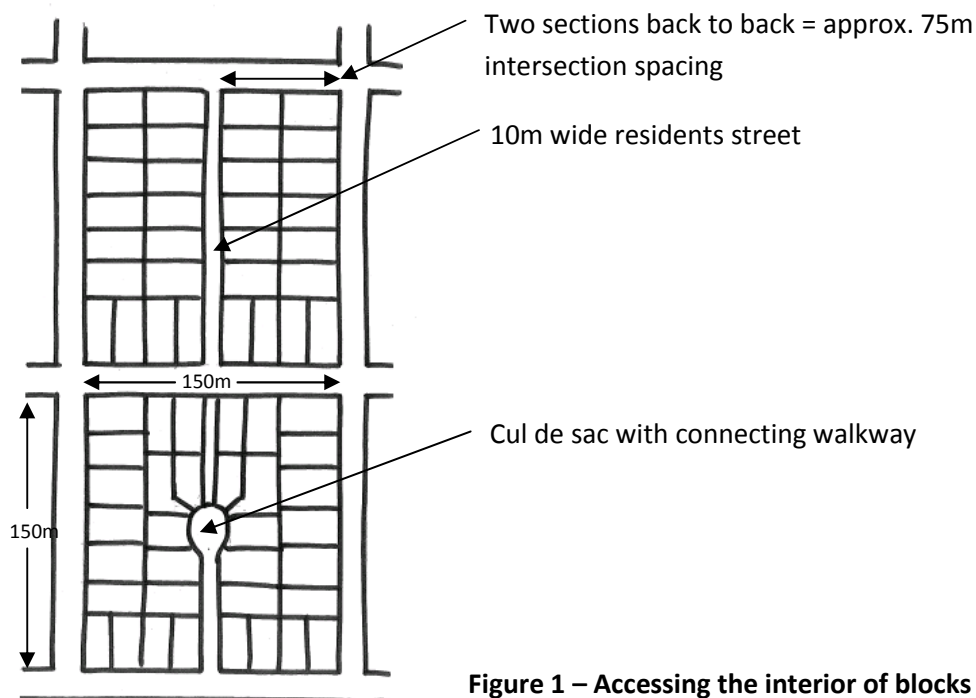 Two sections back to back = approx. 75m
intersection spacing
10m wide residents street
150m
Cul de sac with connecting walkway
150m
Figure 1 – Accessing the interior of blocks